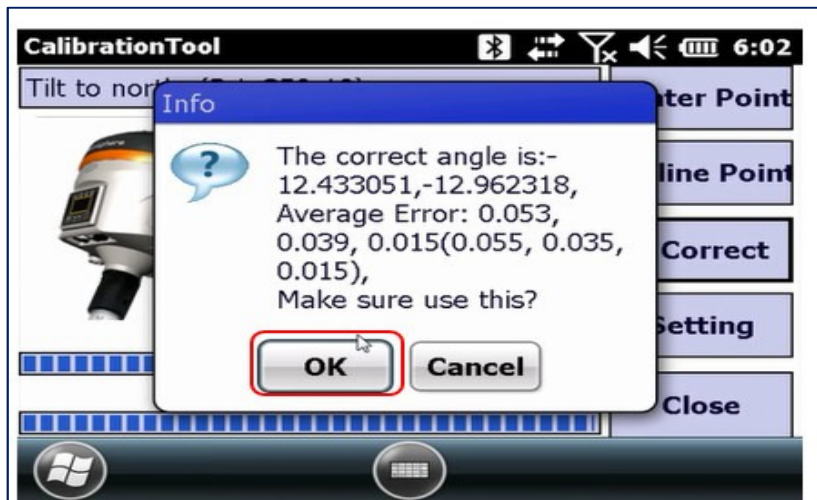 CalibrationTool 6:02
Tilt to nor
Info
The correct angle is:-
12.433051,-12.962318,
Average Error: 0.053,
0.039, 0.015(0.055, 0.035,
0.015),
Make sure use this?
OK
Cancel
nter Point
line Point
Correct
Setting
Close